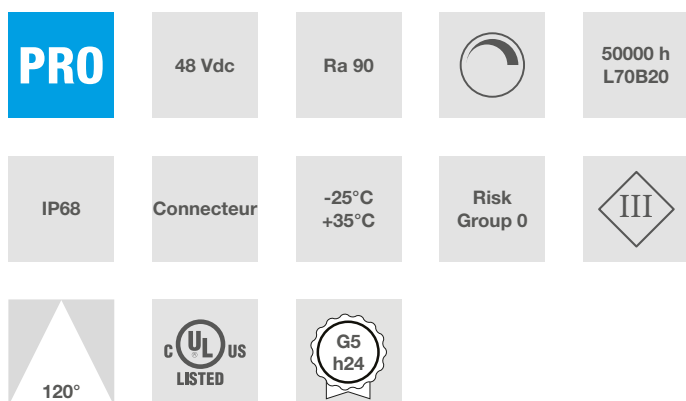 PRO
48 Vdc
Ra 90
50000 h
L70B20
IP68
Connecteur
-25°C
+35°C
Risk
Group 0
III
120°
C UL US
®
LISTED
G5
h24